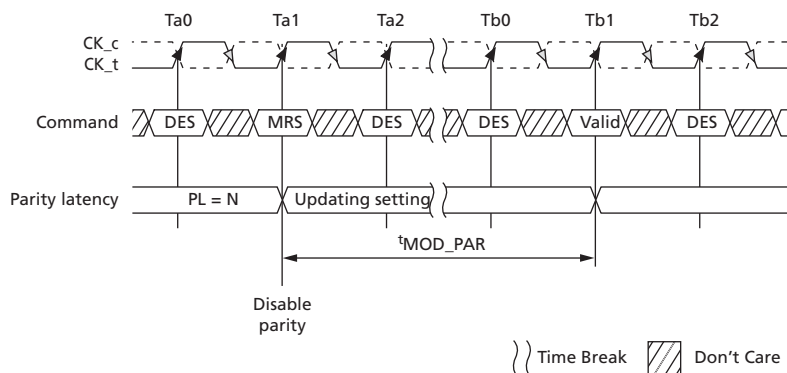 Ta0 Ta1 Ta2 Tb0 Tb1 Tb2
CK_c
CK_t
Command DES MRS DES DES Valid DES
Parity latency PL = N Updating setting
tMOD_PAR
Disable
parity
Time Break Don't Care